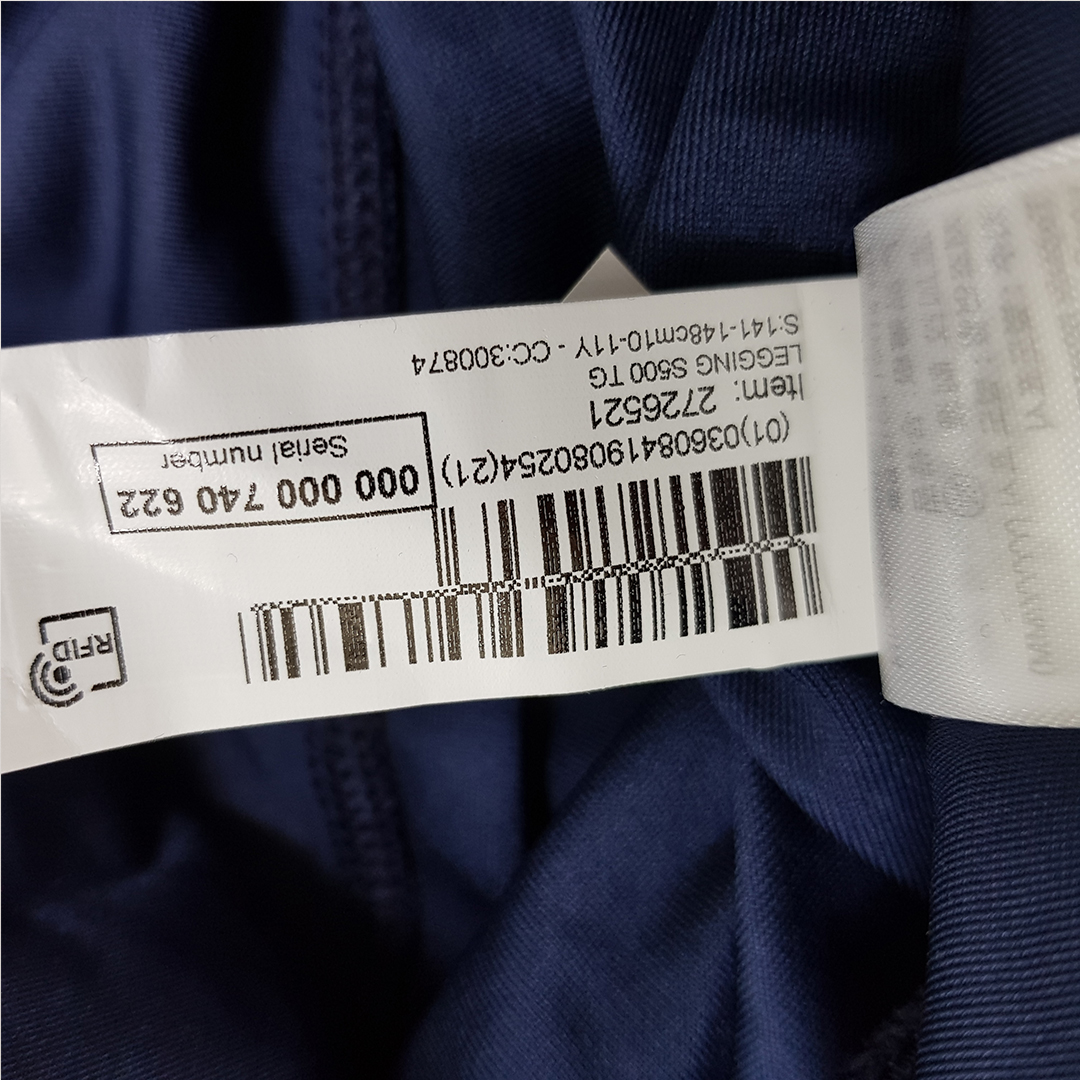 RFID
(01)03608419080254(21)
000 000 740 622
Serial number
Item: 2726521
LEGGING S500 TG
S:141-148cm10-11Y - CC:300874